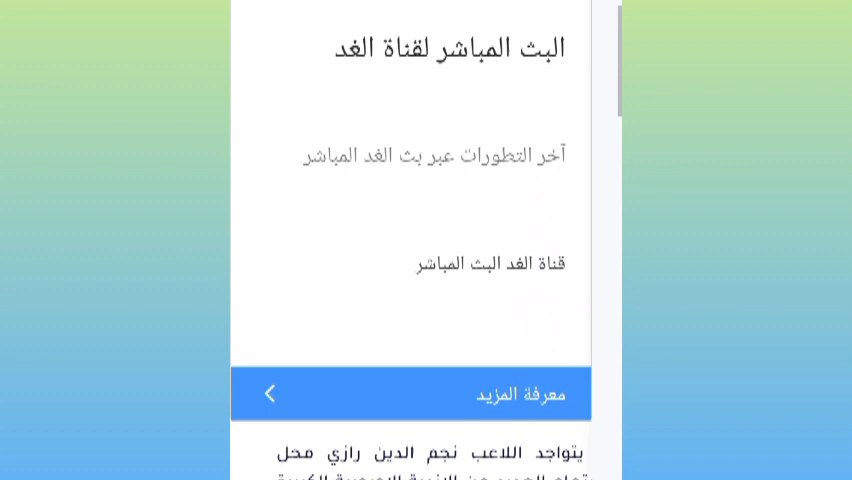 البث المباشر لقناة الغد
آخر التطورات عبر بث الغد المباشر
قناة الغد البث المباشر
معرفة المزيد
يتواجد اللاعب نجم الدين رازي محل